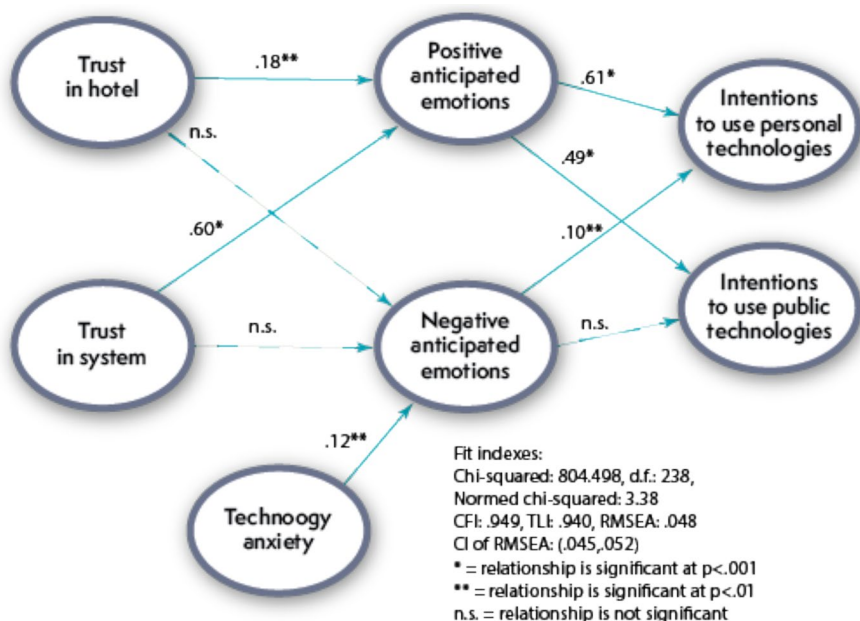 Trust
in hotel
.18**
Positive
anticipated
emotions
.61*
Intentions
to use personal
technologies
n.s.
.49*
.60*
.10**
Trust
in system
n.s.
Negative
anticipated
emotions
n.s.
Intentions
to use public
technologies
.12**
Technoogy
anxiety
Fit indexes:
Chi-squared: 804.498, d.f.: 238,
Normed chi-squared: 3.38
CFI: .949, TLI: .940, RMSEA: .048
CI of RMSEA: (.045,.052)
* = relationship is significant at p<.001
** = relationship is significant at p<.01
n.s. = relationship is not significant